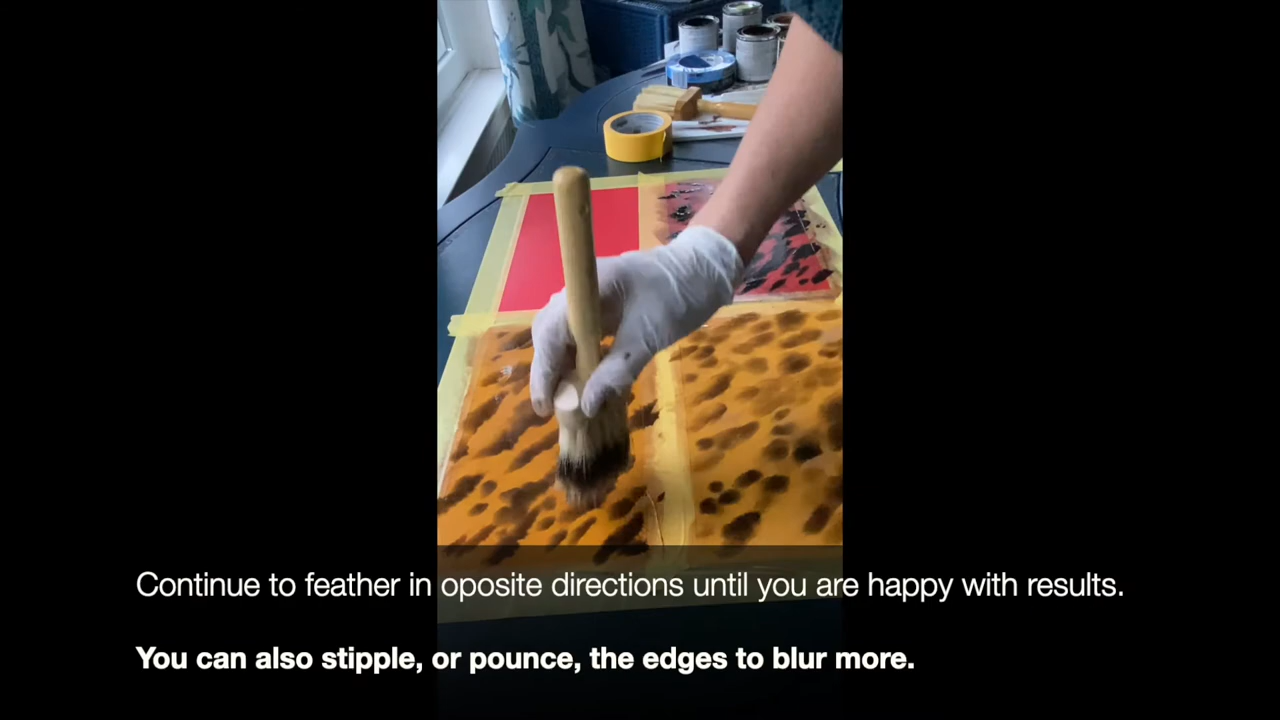 Continue to feather in oposite directions until you are happy with results.
You can also stipple, or pounce, the edges to blur more.